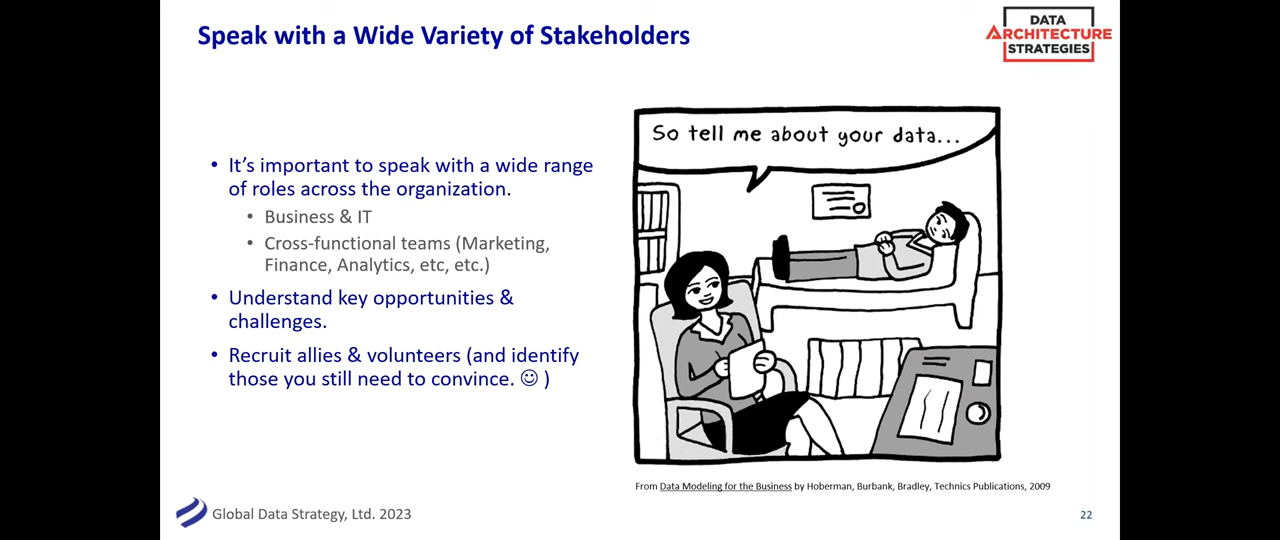 Speak with a Wide Variety of Stakeholders
DATA
ARCHITECTURE
STRATEGIES
• It’s important to speak with a wide range
of roles across the organization.
• Business & IT
• Cross-functional teams (Marketing,
Finance, Analytics, etc, etc.)
• Understand key opportunities &
challenges.
• Recruit allies & volunteers (and identify
those you still need to convince. ☺ )
So tell me about your data...
From Data Modeling for the Business by Hoberman, Burbank, Bradley, Technics Publications, 2009
Global Data Strategy, Ltd. 2023
22